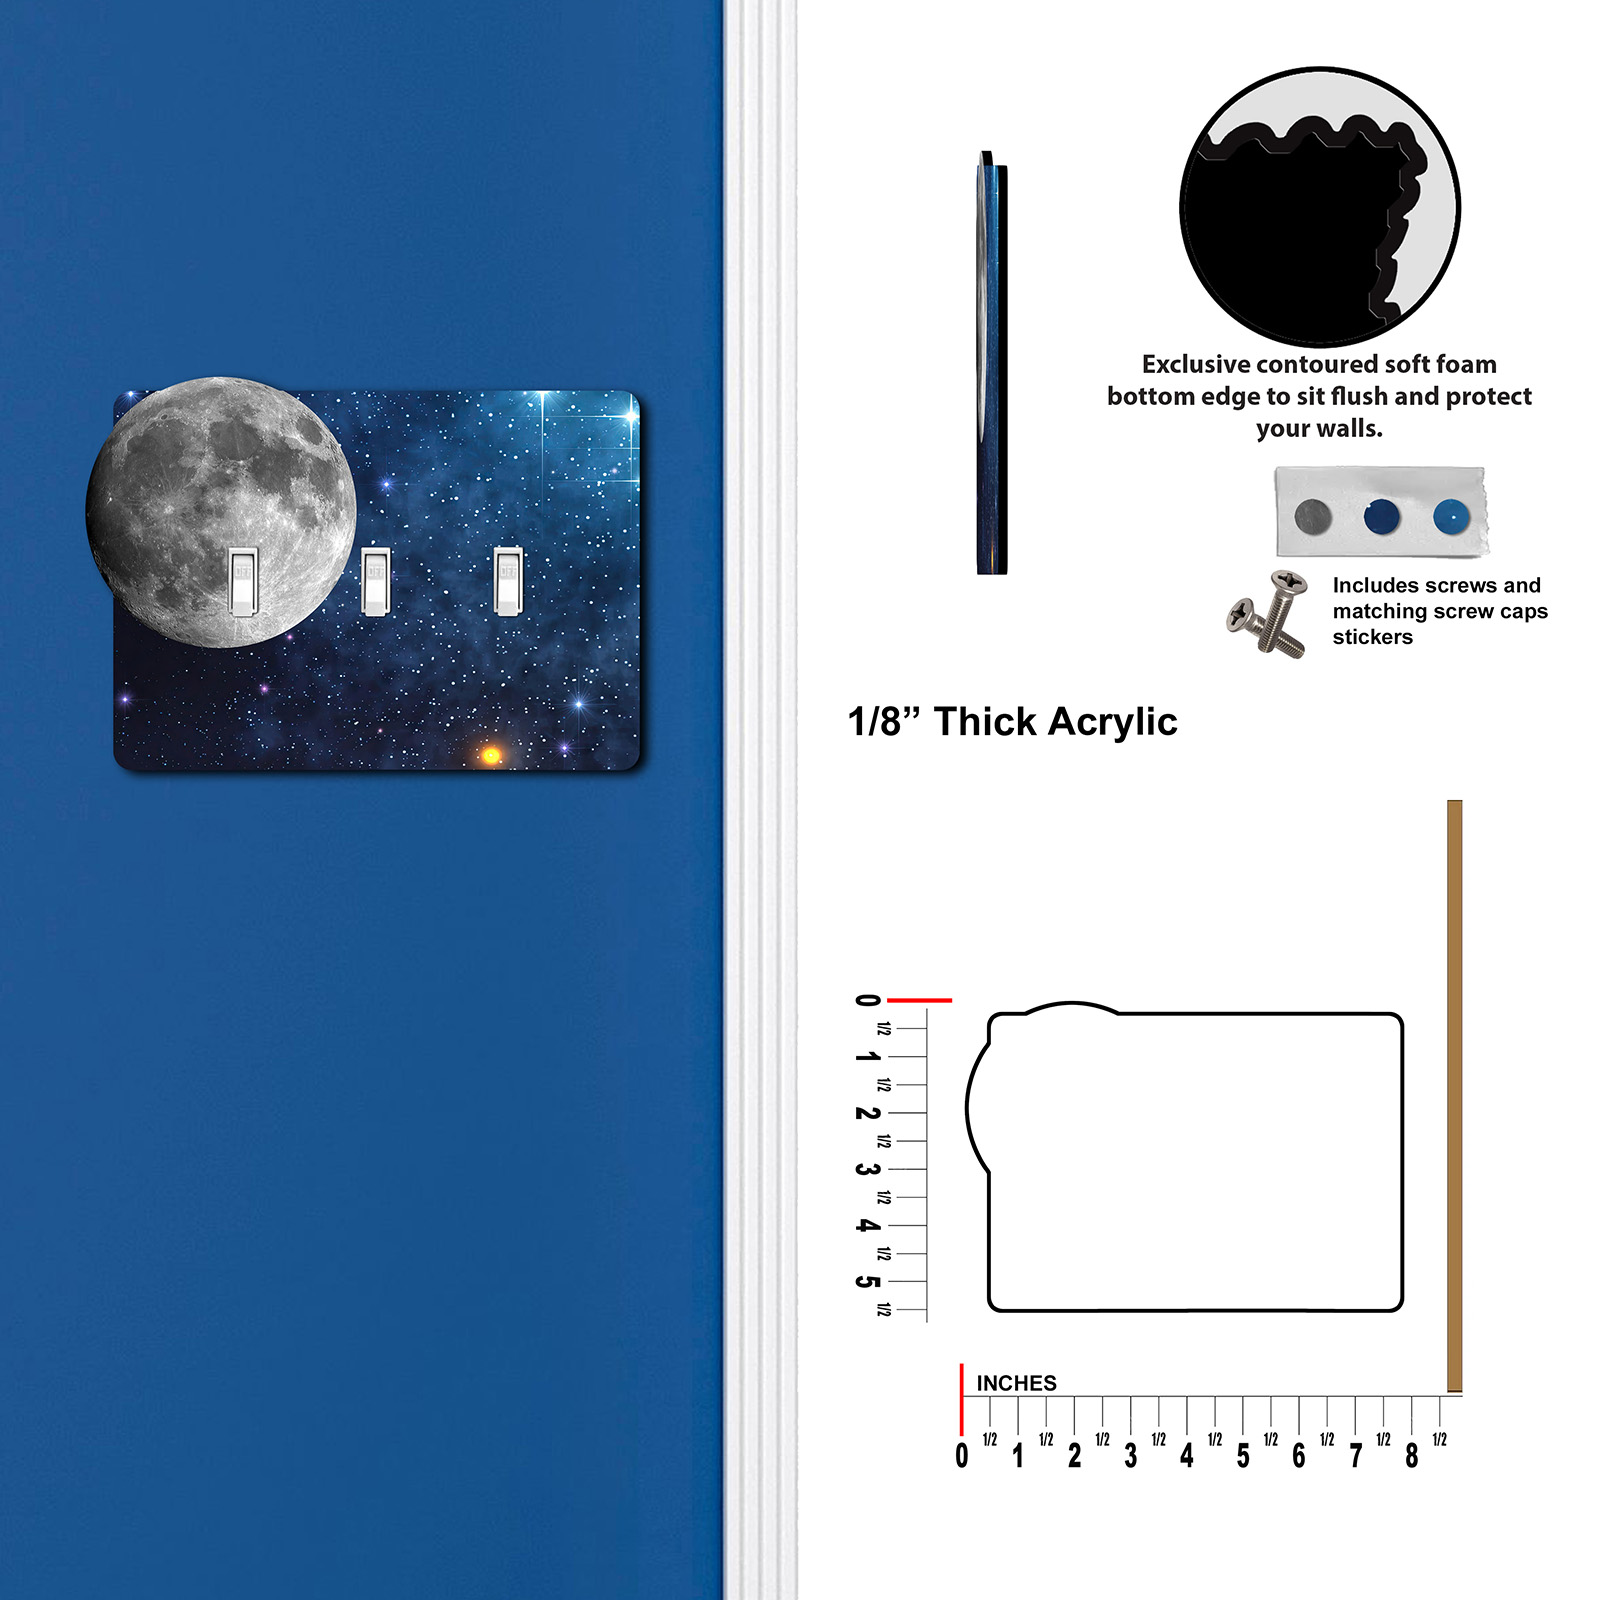 OFF OFF OFF
Exclusive contoured soft foam
bottom edge to sit flush and protect
your walls.
Includes screws and
matching screw caps
stickers
1/8” Thick Acrylic
0
1/2
1
1/2
2
1/2
3
1/2
4
1/2
5
1/2
INCHES
0 1/2 1 1/2 2 1/2 3 1/2 4 1/2 5 1/2 6 1/2 7 1/2 8 1/2